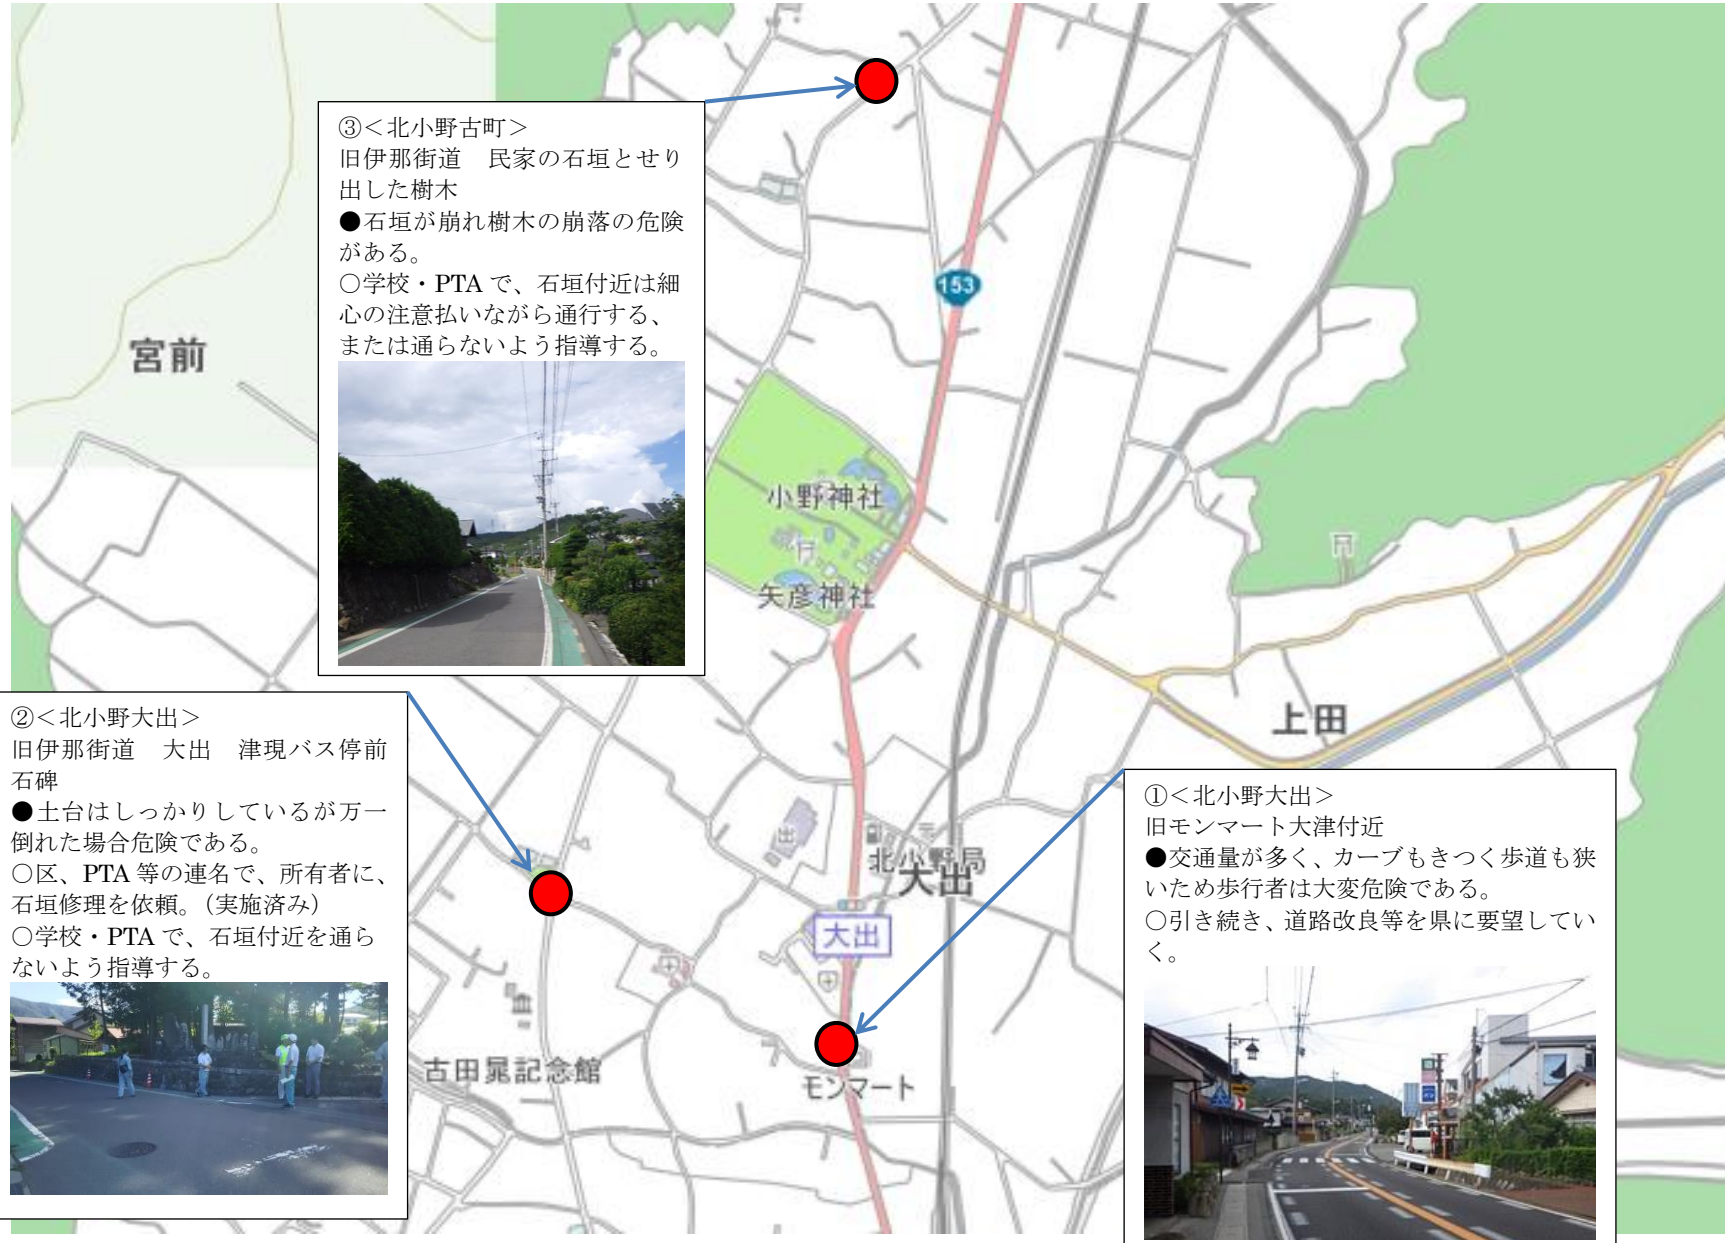 ③＜北小野古町＞
旧伊那街道　民家の石垣とせり
出した樹木
●石垣が崩れ樹木の崩落の危険
がある。
○学校・PTA で、石垣付近は細
心の注意払いながら通行する、
または通らないよう指導する。
153
宮前
小野神社
矢彦神社
上田
②＜北小野大出＞
旧伊那街道　大出　津現バス停前
石碑
●土台はしっかりしているが万一
倒れた場合危険である。
○区、PTA 等の連名で、所有者に、
石垣修理を依頼。（実施済み）
○学校・PTA で、石垣付近を通ら
ないよう指導する。
①＜北小野大出＞
旧モンマート大津付近
●交通量が多く、カーブもきつく歩道も狭
いため歩行者は大変危険である。
○引き続き、道路改良等を県に要望してい
く。
出
北小野局
大出
大出
古田晁記念館
モンマート